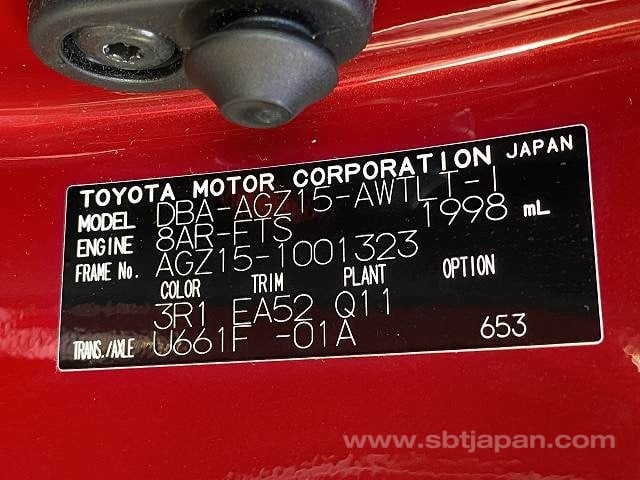 TOYOTA MOTOR CORPORATION JAPAN
MODEL DBA-AGZ15-AWTLT-I
ENGINE 8AR-FTS 1998 mL
FRAME No. AGZ15-1001323
COLOR TRIM PLANT OPTION
3R1 EA52 Q11
TRANS./AXLE U661F -01A 653
www.sbtjapan.com